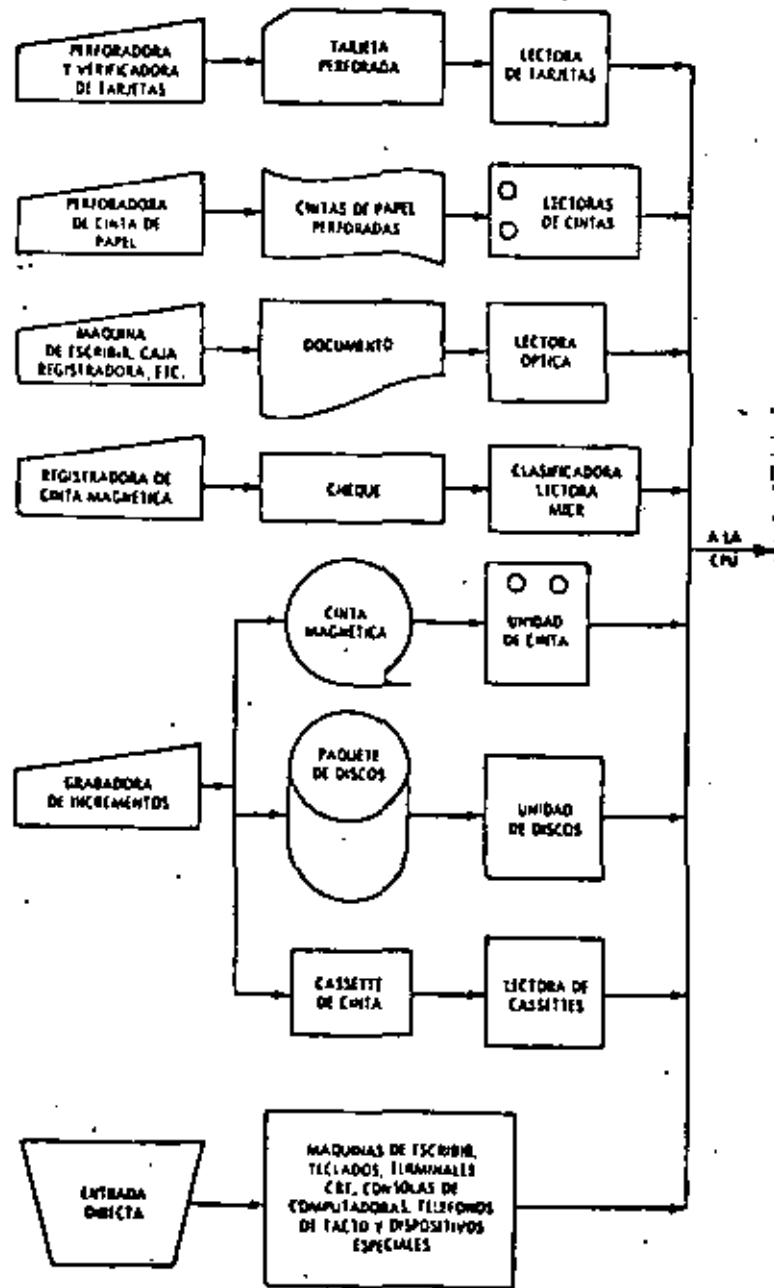 PERFORADORA
Y VERIFICADORA
DE TARJETAS
TARJETA
PERFORADA
LECTORA
DE TARJETAS
PERFORADORA
DE CINTA DE
PAPEL
CINTAS DE PAPEL
PERFORADAS
LECTORAS
DE CINTAS
MAQUINA
DE ESCRIBIR, CAJA
REGISTRADORA, ETC.
DOCUMENTO
LECTORA
OPTICA
REGISTRADORA DE
CINTA MAGNETICA
CHEQUE
CLASIFICADORA
LECTORA
MICR
A LA
CPU
CINTA
MAGNETICA
UNIDAD
DE CINTA
GRABADORA
DE INCREMENTOS
PAQUETE
DE DISCOS
UNIDAD
DE DISCOS
CASSETTE
DE CINTA
LECTORA DE
CASSETTES
ENTRADA
DIRECTA
MAQUINAS DE ESCRIBIR,
TECLADOS, TERMINALES
CRT, CONSOLAS DE
COMPUTADORAS, TELEFONOS
DE TACTO Y DISPOSITIVOS
ESPECIALES